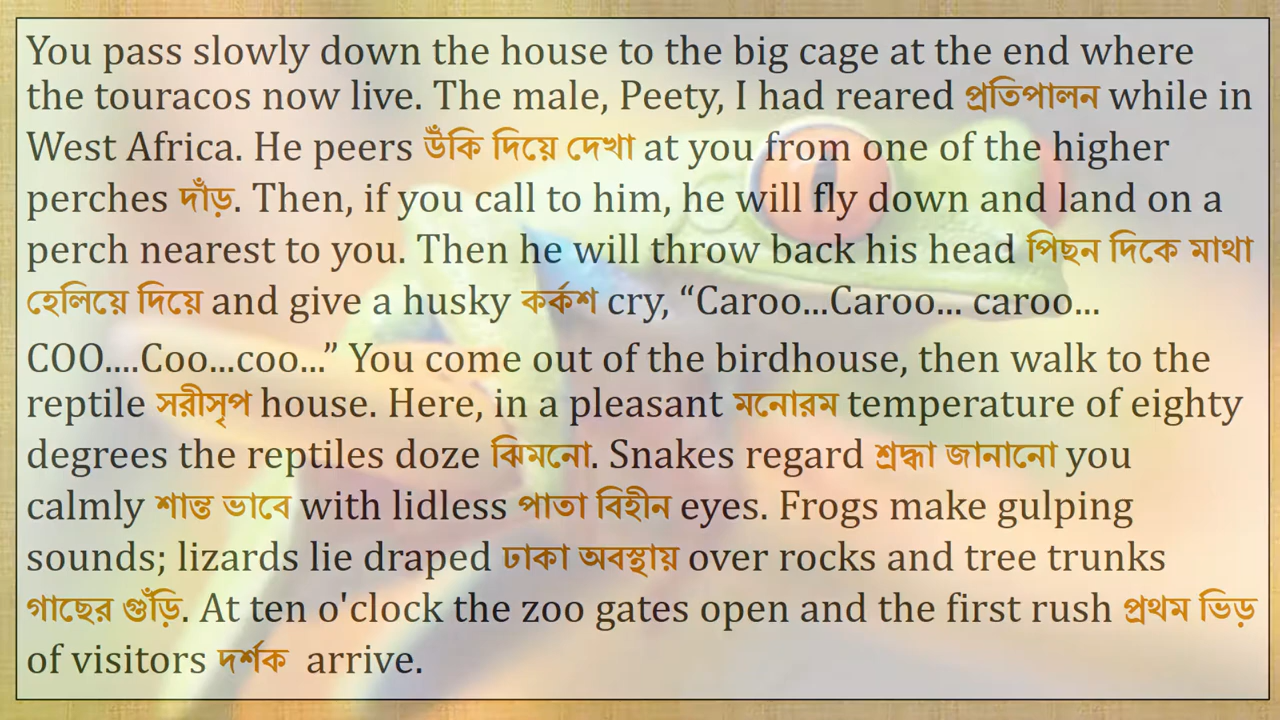 You pass slowly down the house to the big cage at the end where
the touracos now live. The male, Peety, I had reared প্রতিপালন while in
West Africa. He peers উঁকি দিয়ে দেখা at you from one of the higher
perches দাঁড়. Then, if you call to him, he will fly down and land on a
perch nearest to you. Then he will throw back his head পিছন দিকে মাথা
হেলিয়ে দিয়ে and give a husky কর্কশ cry, “Caroo...Caroo... caroo...
COO....Coo...coo...” You come out of the birdhouse, then walk to the
reptile সরীসৃপ house. Here, in a pleasant মনোরম temperature of eighty
degrees the reptiles doze ঝিমনো. Snakes regard শ্রদ্ধা জানানো you
calmly শান্ত ভাবে with lidless পাতা বিহীন eyes. Frogs make gulping
sounds; lizards lie draped ঢাকা অবস্থায় over rocks and tree trunks
গাছের গুঁড়ি. At ten o'clock the zoo gates open and the first rush প্রথম ভিড়
of visitors দর্শক arrive.